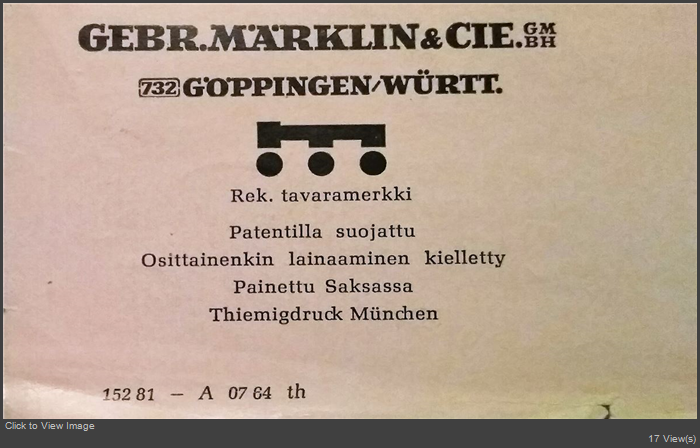 GEBR.MÄRKLIN & CIE. GMBH
732 GÖPPINGEN/WÜRTT.
Rek. tavaramerkki
Patentilla suojattu
Osittainenkin lainaaminen kielletty
Painettu Saksassa
Thiemigdruck München
152 81 – A 07 64 th
Click to View Image
17 View(s)